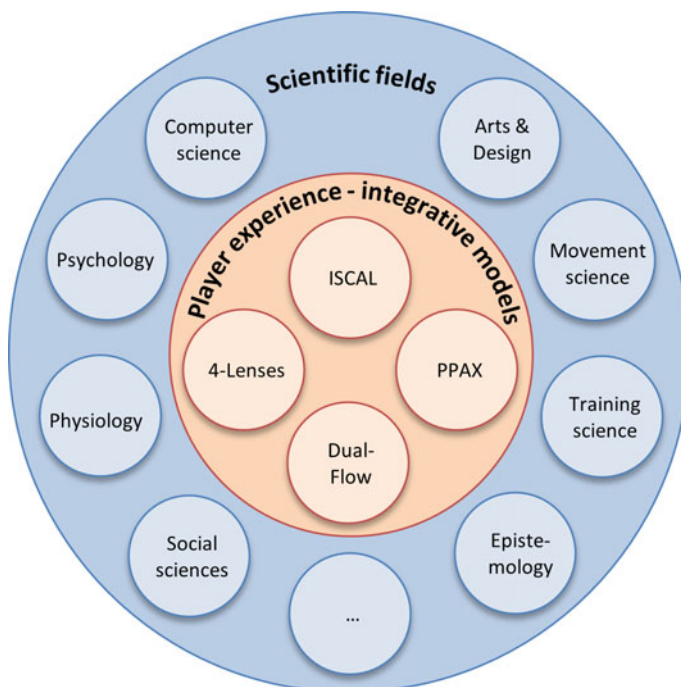 Scientific fields
Computer
science
Arts &
Design
Player experience - integrative models
Psychology
Movement
science
ISCAL
4-Lenses
PPAX
Physiology
Training
science
Dual-
Flow
Social
sciences
Episte-
mology
...